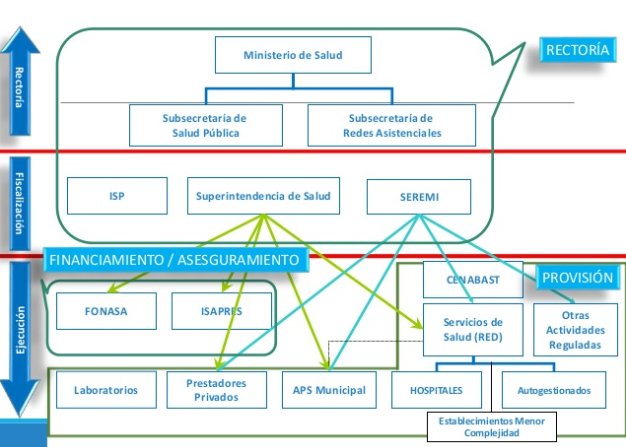 Ministerio de Salud
RECTORÍA
Rectoría
Subsecretaría de
Salud Pública
Subsecretaría de
Redes Asistenciales
Fiscalización
ISP
Superintendencia de Salud
SEREMI
FINANCIAMIENTO / ASESGURAMIENTO
CENABAST
PROVISIÓN
Ejecución
FONASA
ISAPRES
Servicios de
Salud (RED)
Otras
Actividades
Reguladas
Laboratorios
Prestadores
Privados
APS Municipal
HOSPITALES
Autogestionados
Establecimientos Menor
Complejidad